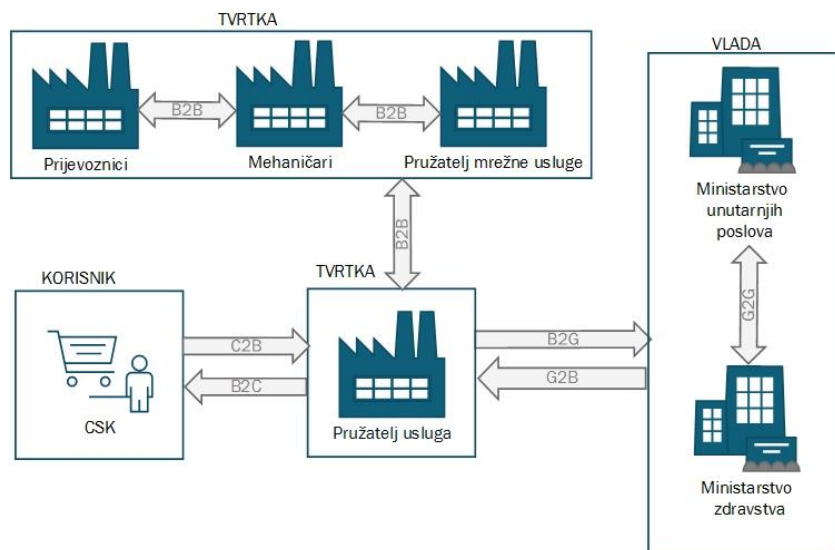 TVRTKA
B2B
B2B
Prijevoznici
Mehaničari
Pružatelj mrežne usluge
B2B
VLADA
Ministarstvo
unutarnjih
poslova
G2G
Ministarstvo
zdravstva
KORISNIK
CSK
C2B
B2C
TVRTKA
Pružatelj usluga
B2G
G2B